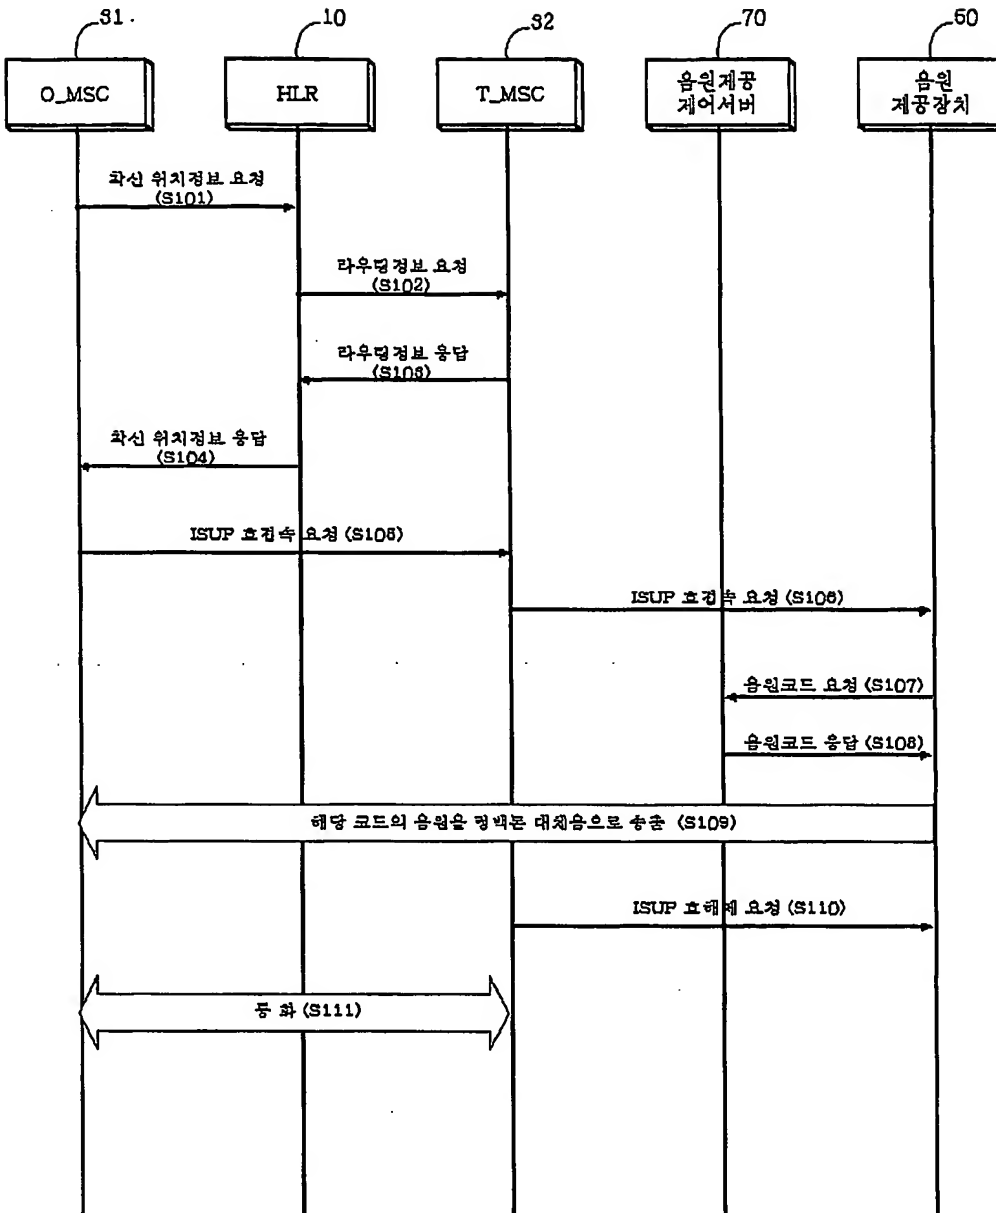 31
10
32
70
60
O_MSC
HLR
T_MSC
음원제공
제어서버
음원
제공장치
착신 위치정보 요청
(S101)
라우팅정보 요청
(S102)
라우팅정보 응답
(S103)
착신 위치정보 응답
(S104)
ISUP 호접속 요청 (S105)
ISUP 호접속 요청 (S106)
음원코드 요청 (S107)
음원코드 응답 (S108)
해당 코드의 음원을 링백톤 대치음으로 송출 (S109)
ISUP 호해제 요청 (S110)
통 화 (S111)